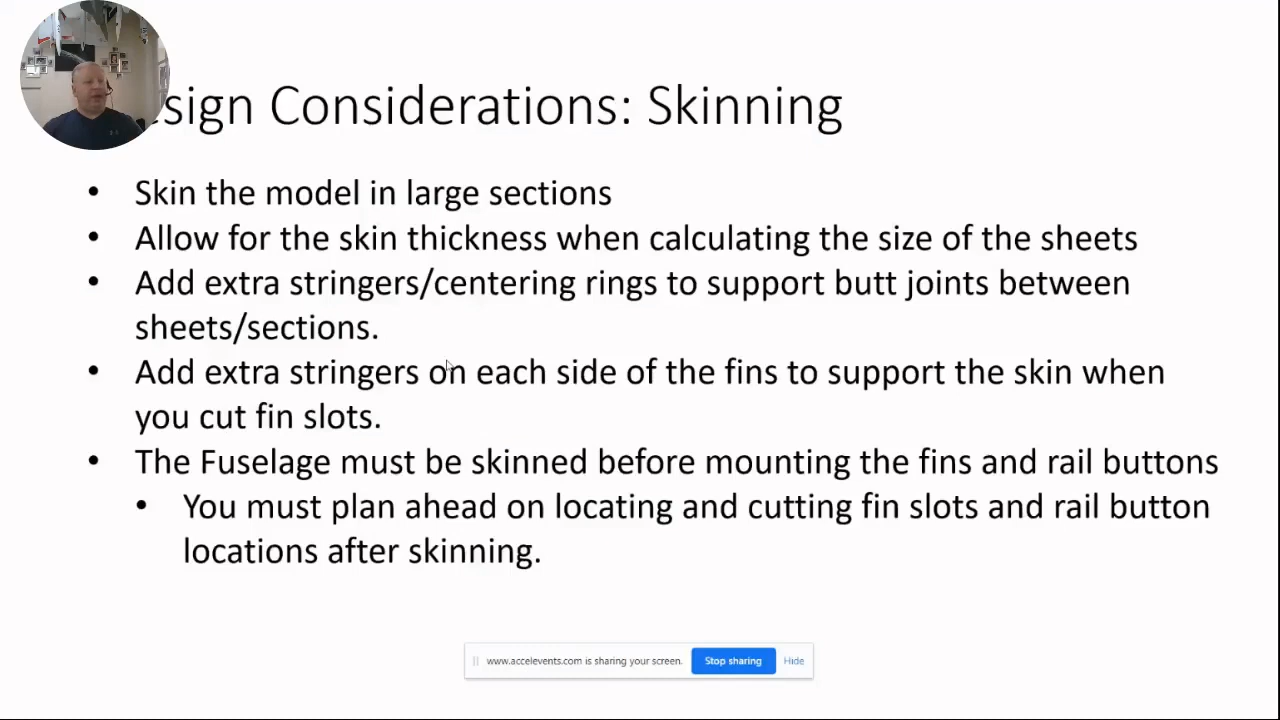 sign Considerations: Skinning
• Skin the model in large sections
• Allow for the skin thickness when calculating the size of the sheets
• Add extra stringers/centering rings to support butt joints between
sheets/sections.
• Add extra stringers on each side of the fins to support the skin when
you cut fin slots.
• The Fuselage must be skinned before mounting the fins and rail buttons
• You must plan ahead on locating and cutting fin slots and rail button
locations after skinning.
www.accelevents.com is sharing your screen. Stop sharing Hide